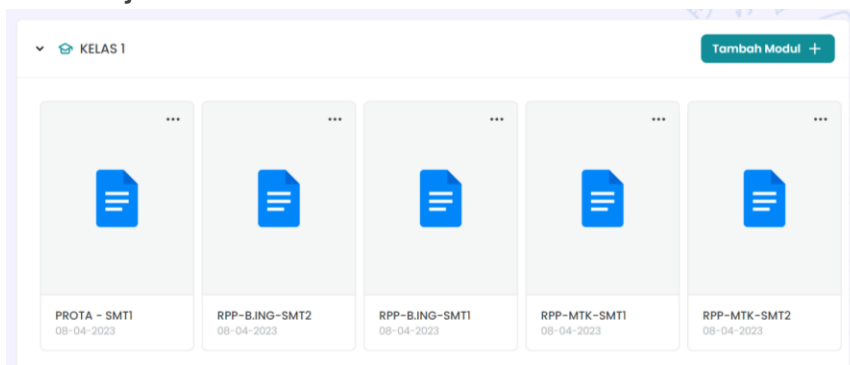 KELAS 1
Tambah Modul +
PROTA - SMT1
08-04-2023
RPP-B.ING-SMT2
08-04-2023
RPP-B.ING-SMT1
08-04-2023
RPP-MTK-SMT1
08-04-2023
RPP-MTK-SMT2
08-04-2023